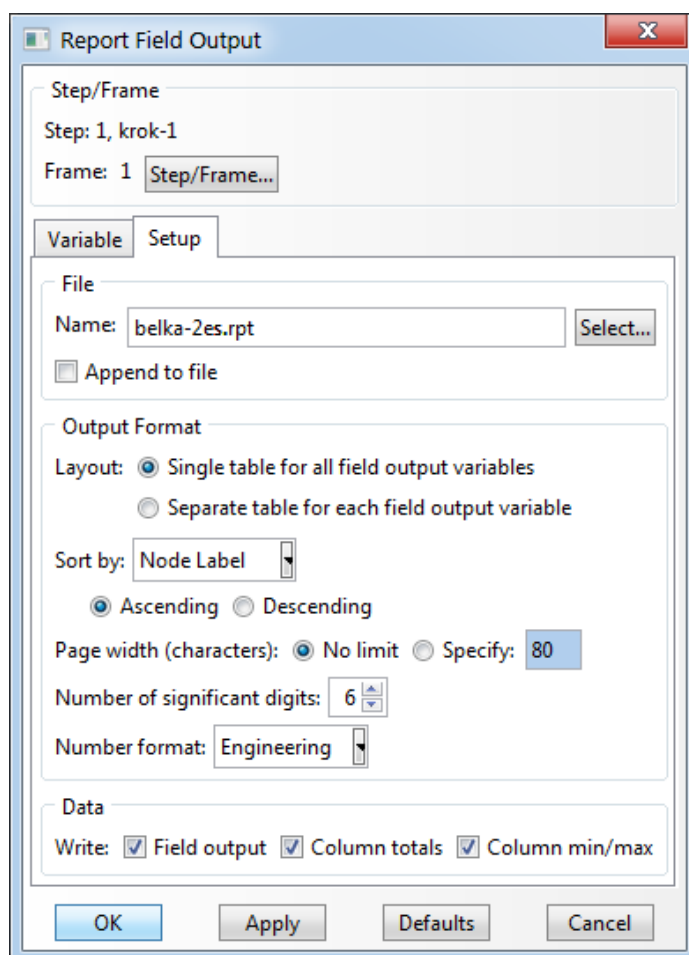 Report Field Output
x
Step/Frame
Step: 1, krok-1
Frame: 1 Step/Frame...
Variable Setup
File
Name: belka-2es.rpt Select...
Append to file
Output Format
Layout: Single table for all field output variables
Separate table for each field output variable
Sort by: Node Label
Ascending Descending
Page width (characters): No limit Specify: 80
Number of significant digits: 6
Number format: Engineering
Data
Write: Field output Column totals Column min/max
OK Apply Defaults Cancel